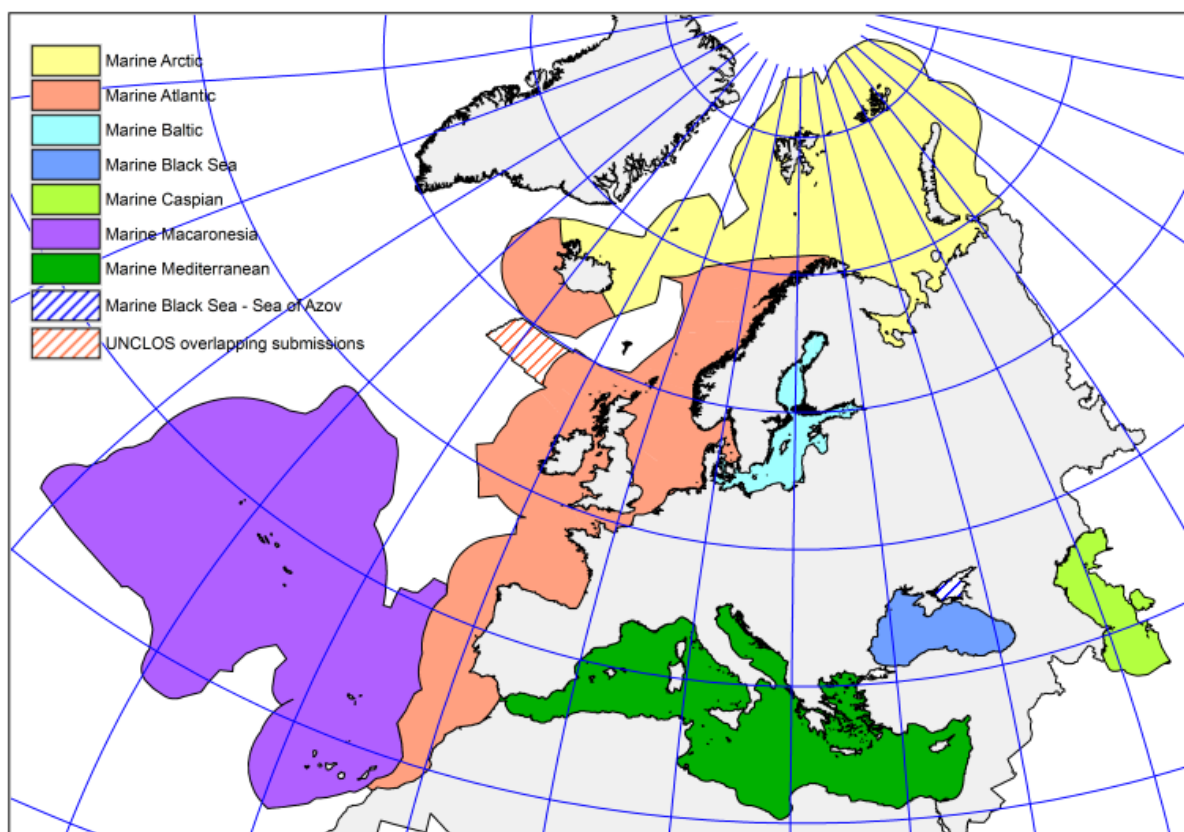 Marine Arctic
Marine Atlantic
Marine Baltic
Marine Black Sea
Marine Caspian
Marine Macaronesia
Marine Mediterranean
Marine Black Sea - Sea of Azov
UNCLOS overlapping submissions